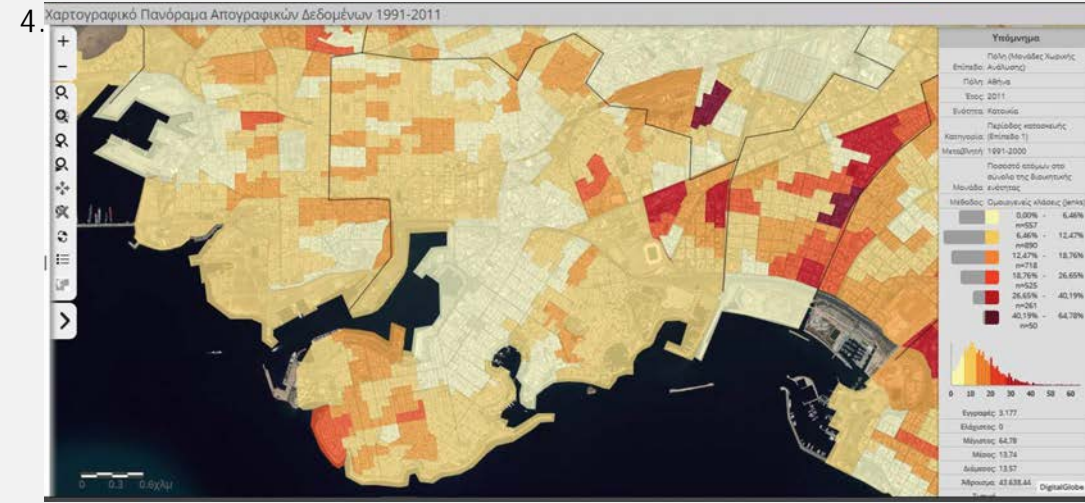 4.
Χαρτογραφικό Πανόραμα Απογραφικών Δεδομένων 1991-2011
+
-
0 0.3 0.6χλμ
Υπόμνημα
Πόλη (Μονάδες Χωρικής
Επίπεδο: Ανάλυσης)
Πόλη: Αθήνα
Έτος: 2011
Ενότητα: Κατοικία
Περίοδος κατασκευής
Κατηγορία: (Επίπεδο 1)
Μεταβλητή: 1991-2000
Ποσοστό ατόμων στο
σύνολο της διοικητικής
Μονάδα: ενότητας
Μέθοδος: Ομοιογενείς κλάσεις (Jenks)
0,00% - 6,46%
n=557
6,46% - 12,47%
n=890
12,47% - 18,76%
n=718
18,76% - 26,65%
n=525
26,65% - 40,19%
n=261
40,19% - 64,78%
n=50
0 10 20 30 40 50 60
Εγγραφές: 3.177
Ελάχιστος: 0
Μέγιστος: 64,78
Μέσος: 13,74
Διάμεσος: 13,57
Άθροισμα: 43.638,44
DigitalGlobe